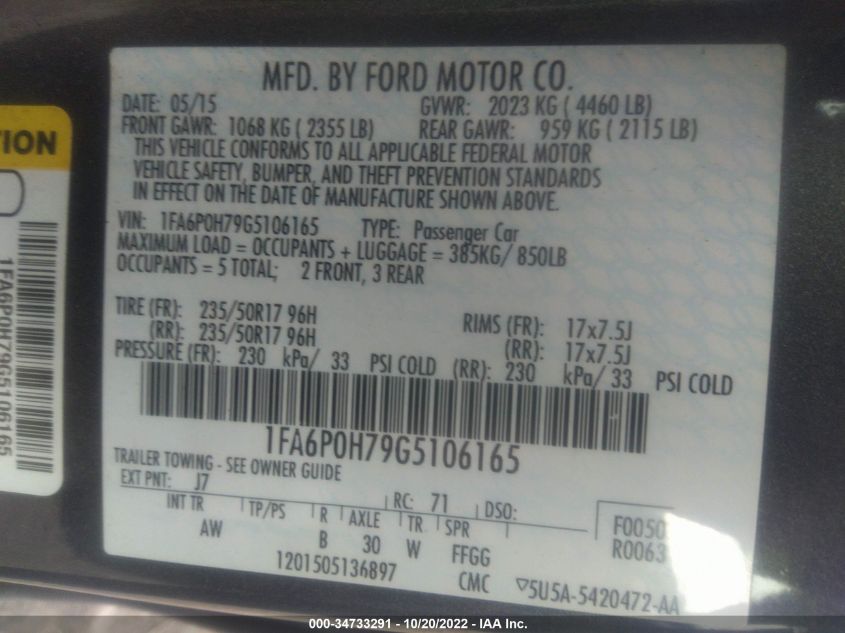 MFD. BY FORD MOTOR CO.
DATE: 05/15 GVWR: 2023 KG ( 4460 LB)
FRONT GAWR: 1068 KG ( 2355 LB) REAR GAWR: 959 KG ( 2115 LB)
THIS VEHICLE CONFORMS TO ALL APPLICABLE FEDERAL MOTOR
VEHICLE SAFETY, BUMPER, AND THEFT PREVENTION STANDARDS
IN EFFECT ON THE DATE OF MANUFACTURE SHOWN ABOVE.
VIN: 1FA6P0H79G5106165 TYPE: Passenger Car
MAXIMUM LOAD = OCCUPANTS + LUGGAGE = 385KG/ 850LB
OCCUPANTS = 5 TOTAL; 2 FRONT, 3 REAR
TIRE (FR): 235/50R17 96H RIMS (FR): 17x7.5J
(RR): 235/50R17 96H (RR): 17x7.5J
PRESSURE (FR): 230 kPa/ 33 PSI COLD (RR): 230 kPa/ 33 PSI COLD
1FA6P0H79G5106165
TRAILER TOWING - SEE OWNER GUIDE
EXT PNT: J7 RC: 71 DSO:
INT TR TP/PS R AXLE TR SPR F0050
AW B 30 W FFGG R0063
1201505136897 CMC ▽5U5A-5420472-AA
TION
1FA6P0H79G5106165
000-34733291 - 10/20/2022 - IAA Inc.